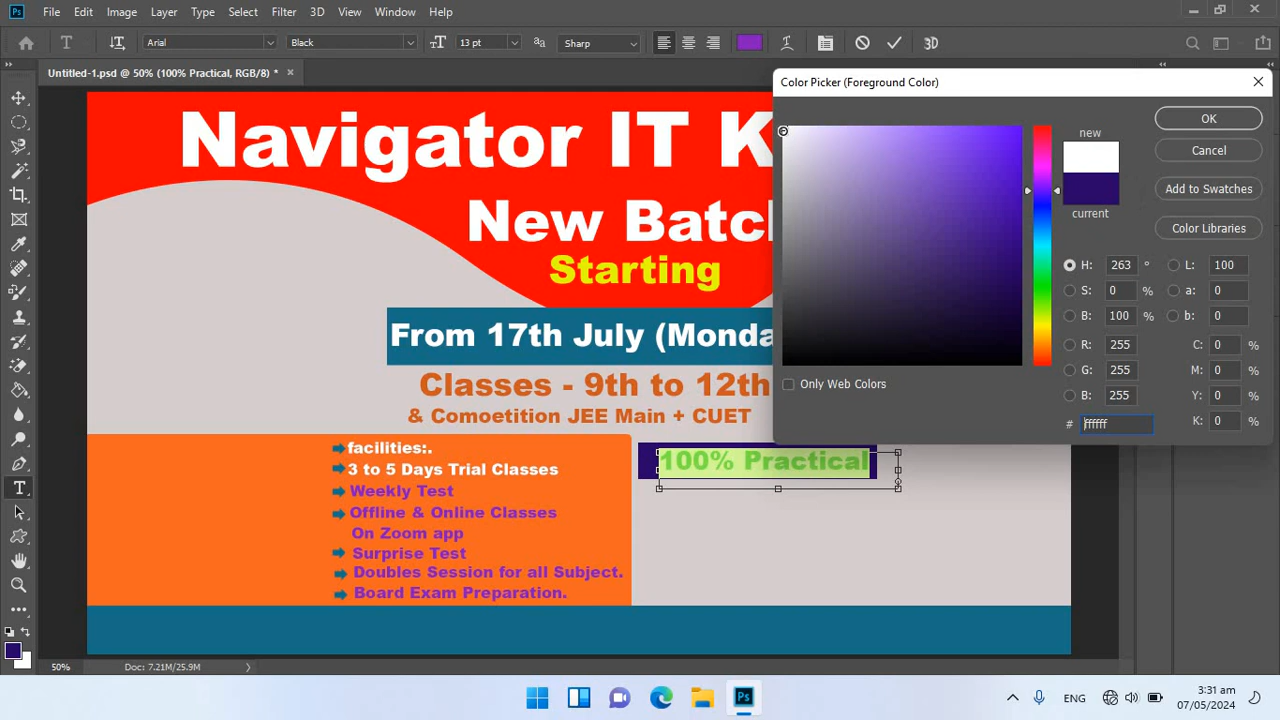 File Edit Image Layer Type Select Filter 3D View Window Help
Arial Black 13 pt Sharp
Untitled-1.psd @ 50% (100% Practical, RGB/8) *
Navigator IT K
New Batc
Starting
From 17th July (Monda
Classes - 9th to 12th
& Comoetition JEE Main + CUET
facilities:.
3 to 5 Days Trial Classes
Weekly Test
Offline & Online Classes
On Zoom app
Surprise Test
Doubles Session for all Subject.
Board Exam Preparation.
100% Practical
Color Picker (Foreground Color)
new
current
OK
Cancel
Add to Swatches
Color Libraries
Only Web Colors
H: 263 °
S: 0 %
B: 100 %
R: 255
G: 255
B: 255
# ffffff
L: 100
a: 0
b: 0
C: 0 %
M: 0 %
Y: 0 %
K: 0 %
50% Doc: 7.21M/25.9M
ENG
3:31 am
07/05/2024